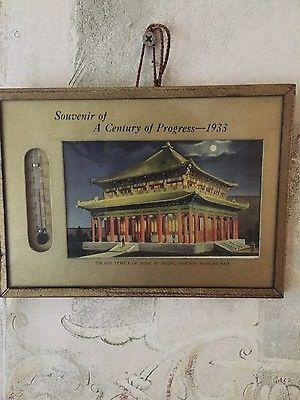 Souvenir of
A Century of Progress—1933
GOLDEN TEMPLE OF JEHOL BY NIGHT, CHICAGO WORLD'S FAIR